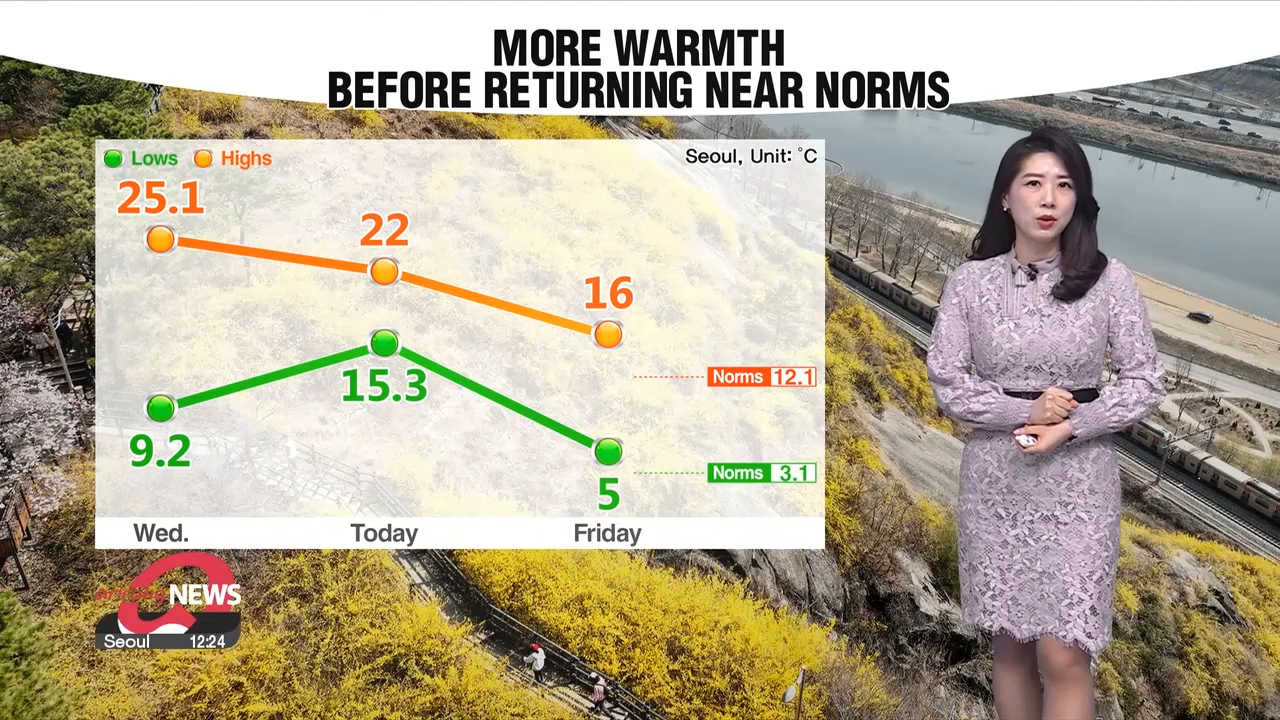 MORE WARMTH
BEFORE RETURNING NEAR NORMS
Lows Highs
Seoul, Unit: °C
25.1
22
16
Norms 12.1
15.3
9.2
Norms 3.1
5
Wed. Today Friday
arirang NEWS
Seoul 12:24